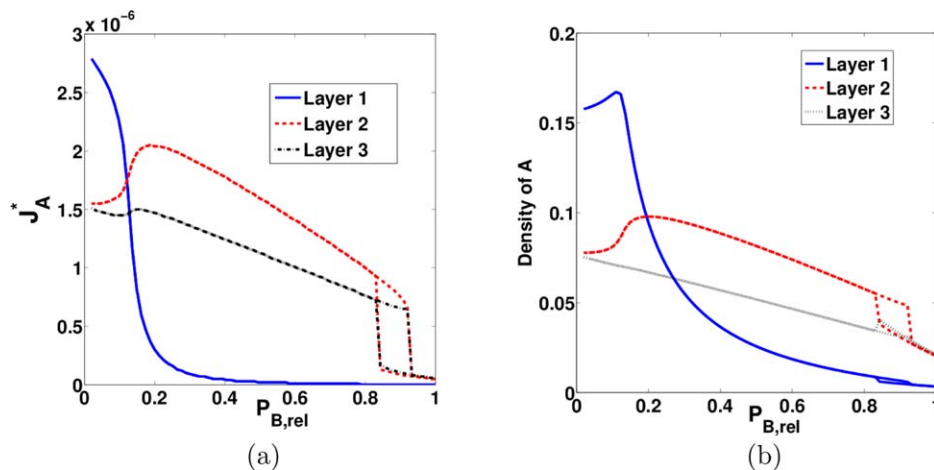 x 10⁻⁶
3
2.5
2
1.5
1
0.5
0
J*A
Layer 1
Layer 2
Layer 3
0 0.2 0.4 0.6 0.8 1
PB,rel
(a)
0.2
0.15
0.1
0.05
0
Density of A
Layer 1
Layer 2
Layer 3
0 0.2 0.4 0.6 0.8 1
PB,rel
(b)